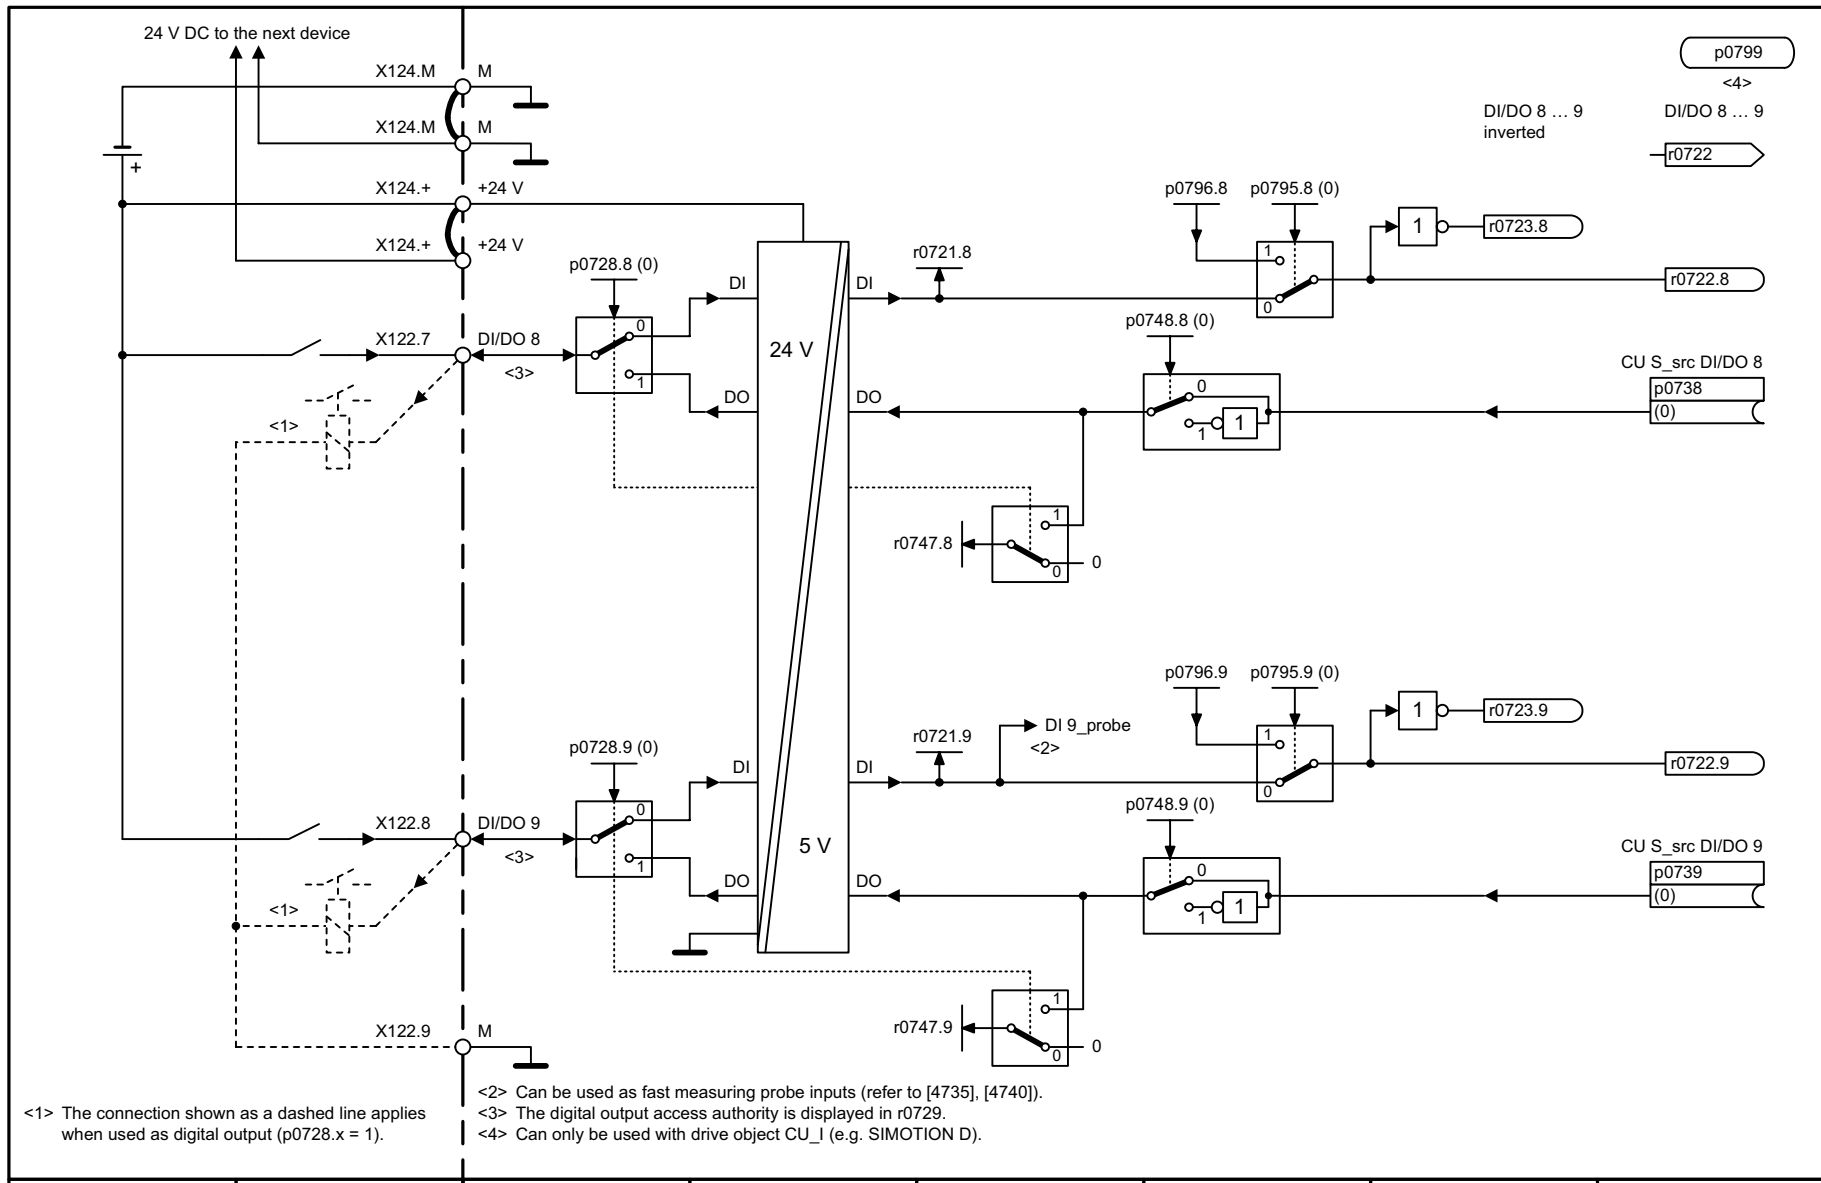 24 V DC to the next device
p0799
<4>
X124.M M
DI/DO 8 … 9 inverted
DI/DO 8 … 9
X124.M M
r0722
+
X124.+ +24 V
p0796.8 p0795.8 (0)
1 r0723.8
X124.+ +24 V
p0728.8 (0)
r0721.8
1
DI DI
r0722.8
0
0
p0748.8 (0)
X122.7 DI/DO 8
24 V
<3>
CU S_src DI/DO 8
1
0
p0738
DO DO
(0)
<1>
1 1
1
r0747.8
0 0
p0796.9 p0795.9 (0)
1 r0723.9
DI 9_probe
<2>
r0721.9
1
p0728.9 (0)
DI DI
r0722.9
0
0
p0748.9 (0)
X122.8 DI/DO 9
5 V
<3>
CU S_src DI/DO 9
1
0
p0739
DO DO
(0)
<1>
1 1
1
r0747.9
0 0
X122.9 M
<1> The connection shown as a dashed line applies
when used as digital output (p0728.x = 1).
<2> Can be used as fast measuring probe inputs (refer to [4735], [4740]).
<3> The digital output access authority is displayed in r0729.
<4> Can only be used with drive object CU_I (e.g. SIMOTION D).